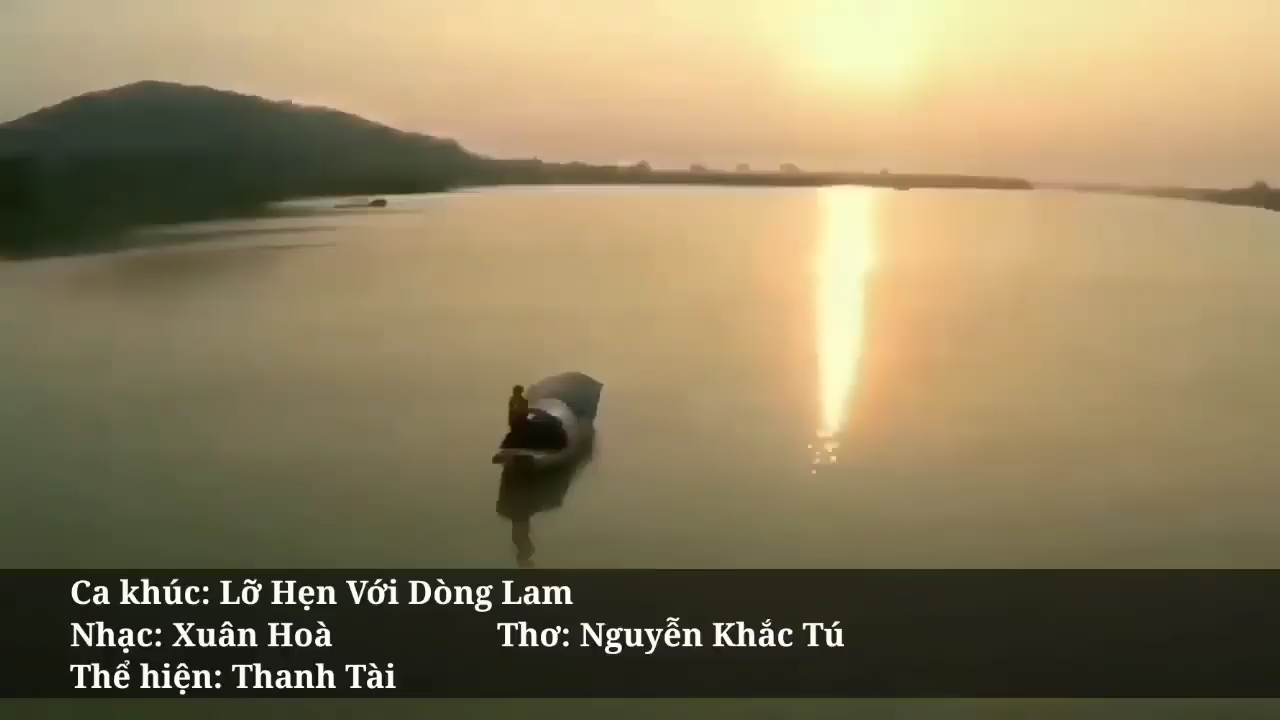 Ca khúc: Lỡ Hẹn Với Dòng Lam
Nhạc: Xuân Hoà Thơ: Nguyễn Khắc Tú
Thể hiện: Thanh Tài